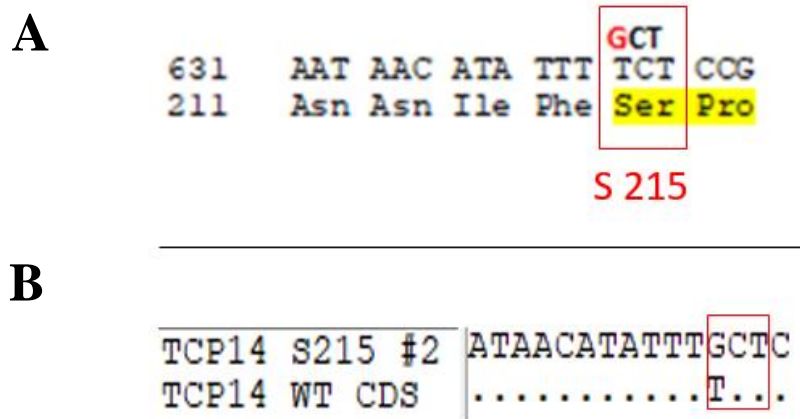 A
GCT
631 AAT AAC ATA TTT TCT CCG
211 Asn Asn Ile Phe Ser Pro
S 215
B
TCP14 S215 #2 ATAACATATTTGCTC
TCP14 WT CDS ...........T...